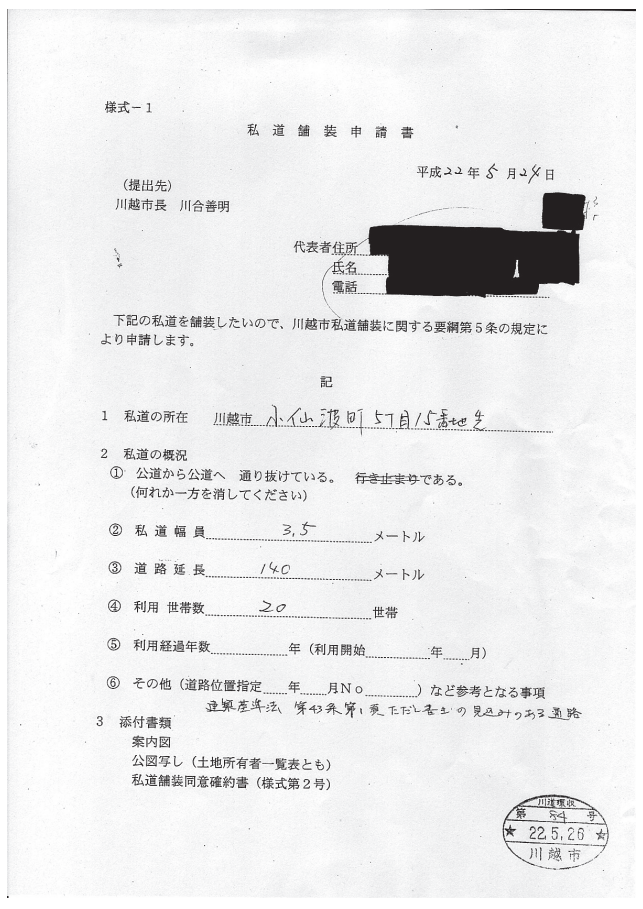 様式－1
私道舗装申請書
平成22年5月24日
（提出先）
川越市長 川合善明
代表者住所
氏名
電話
下記の私道を舗装したいので、川越市私道舗装に関する要綱第5条の規定に
より申請します。
記
1 私道の所在 川越市 小仙波町5丁目15番地先
2 私道の概況
① 公道から公道へ 通り抜けている。 行き止まりである。
（何れか一方を消してください）
② 私道幅員 3.5 メートル
③ 道路延長 140 メートル
④ 利用世帯数 20 世帯
⑤ 利用経過年数 年（利用開始 年 月）
⑥ その他（道路位置指定 年 月No ）など参考となる事項
建築基準法 第43条第1項ただし書きの見込みのある道路
3 添付書類
案内図
公図写し（土地所有者一覧表とも）
私道舗装同意確約書（様式第2号）
川道環収
第 84 号
★ 22.5.26 ★
川越市